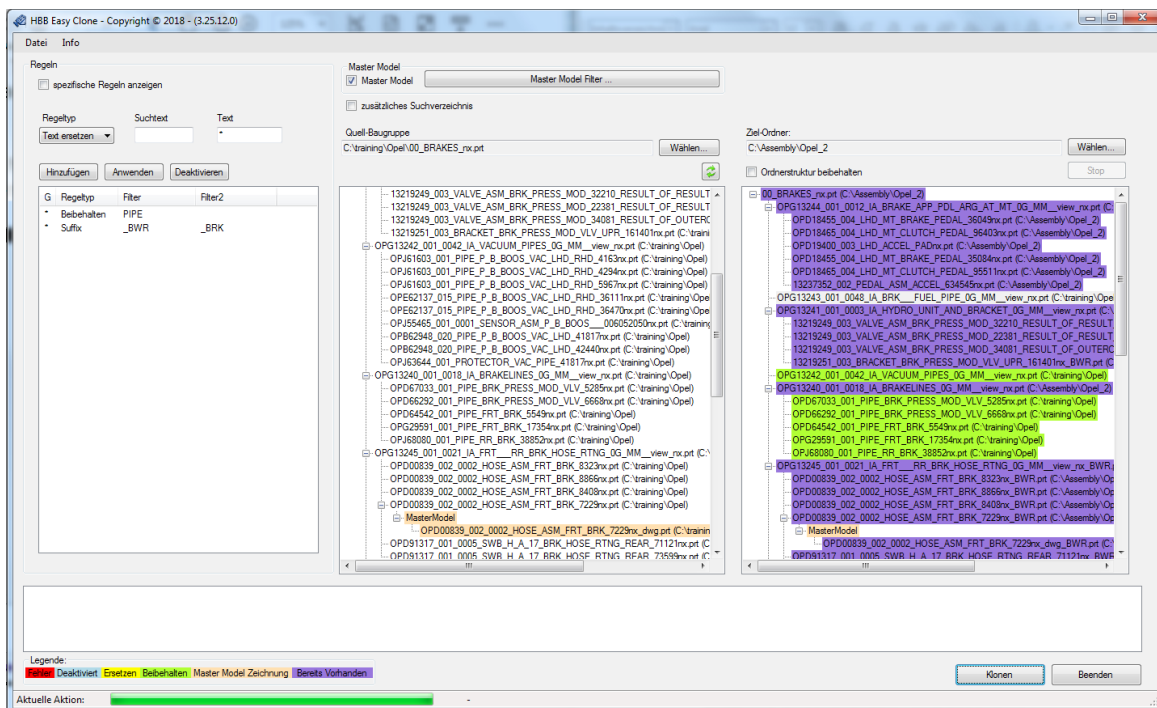 HBB Easy Clone - Copyright © 2018 - (3.25.12.0)
Datei Info
Regeln
spezifische Regeln anzeigen
Regeltyp Suchtext Text
Text ersetzen *
Hinzufügen Anwenden Deaktivieren
G Regeltyp Filter Filter2
* Beibehalten PIPE
* Suffix _BWR _BRK
Master Model
Master Model Master Model Filter ...
zusätzliches Suchverzeichnis
Quell-Baugruppe
C:\training\Opel\00_BRAKES_nx.prt Wählen...
13219249_003_VALVE_ASM_BRK_PRESS_MOD_32210_RESULT_OF_RESULT
13219249_003_VALVE_ASM_BRK_PRESS_MOD_22381_RESULT_OF_RESULT
13219249_003_VALVE_ASM_BRK_PRESS_MOD_34081_RESULT_OF_OUTERC
13219251_003_BRACKET_BRK_PRESS_MOD_VLV_UPR_161401nx.prt (C:\traini
OPG13242_001_0042_IA_VACUUM_PIPES_0G_MM__view_nx.prt (C:\training\Opel)
OPJ61603_001_PIPE_P_B_BOOS_VAC_LHD_RHD_4163nx.prt (C:\training\Opel)
OPJ61603_001_PIPE_P_B_BOOS_VAC_LHD_RHD_4294nx.prt (C:\training\Opel)
OPJ61603_001_PIPE_P_B_BOOS_VAC_LHD_RHD_5967nx.prt (C:\training\Opel)
OPE62137_015_PIPE_P_B_BOOS_VAC_LHD_RHD_36111nx.prt (C:\training\Ope
OPE62137_015_PIPE_P_B_BOOS_VAC_LHD_RHD_36470nx.prt (C:\training\Ope
OPJ55465_001_0001_SENSOR_ASM_P_B_BOOS___006052050nx.prt (C:\training
OPB62948_020_PIPE_P_B_BOOS_VAC_LHD_41817nx.prt (C:\training\Opel)
OPB62948_020_PIPE_P_B_BOOS_VAC_LHD_42440nx.prt (C:\training\Opel)
OPJ63644_001_PROTECTOR_VAC_PIPE_41817nx.prt (C:\training\Opel)
OPG13240_001_0018_IA_BRAKELINES_0G_MM__view_nx.prt (C:\training\Opel)
OPD67033_001_PIPE_BRK_PRESS_MOD_VLV_5285nx.prt (C:\training\Opel)
OPD66292_001_PIPE_BRK_PRESS_MOD_VLV_6668nx.prt (C:\training\Opel)
OPD64542_001_PIPE_FRT_BRK_5549nx.prt (C:\training\Opel)
OPG29591_001_PIPE_FRT_BRK_17354nx.prt (C:\training\Opel)
OPJ68080_001_PIPE_RR_BRK_38852nx.prt (C:\training\Opel)
OPG13245_001_0021_IA_FRT___RR_BRK_HOSE_RTNG_0G_MM__view_nx.prt (C:\
OPD00839_002_0002_HOSE_ASM_FRT_BRK_8323nx.prt (C:\training\Opel)
OPD00839_002_0002_HOSE_ASM_FRT_BRK_8866nx.prt (C:\training\Opel)
OPD00839_002_0002_HOSE_ASM_FRT_BRK_8408nx.prt (C:\training\Opel)
OPD00839_002_0002_HOSE_ASM_FRT_BRK_7229nx.prt (C:\training\Opel)
MasterModel
OPD00839_002_0002_HOSE_ASM_FRT_BRK_7229nx_dwg.prt (C:\trainin
OPD91317_001_0005_SWB_H_A_17_BRK_HOSE_RTNG_REAR_71121nx.prt (C
OPD91317_001_0005_SWB_H_A_17_BRK_HOSE_RTNG_REAR_73599nx.prt (C
Ziel-Ordner:
C:\Assembly\Opel_2 Wählen...
Ordnerstruktur beibehalten Stop
00_BRAKES_nx.prt (C:\Assembly\Opel_2)
OPG13244_001_0012_IA_BRAKE_APP_PDL_ARG_AT_MT_0G_MM__view_nx.prt (C:
OPD18455_004_LHD_MT_BRAKE_PEDAL_36049nx.prt (C:\Assembly\Opel_2)
OPD18465_004_LHD_MT_CLUTCH_PEDAL_96403nx.prt (C:\Assembly\Opel_2)
OPD19400_003_LHD_ACCEL_PADnx.prt (C:\Assembly\Opel_2)
OPD18455_004_LHD_MT_BRAKE_PEDAL_35084nx.prt (C:\Assembly\Opel_2)
OPD18465_004_LHD_MT_CLUTCH_PEDAL_95511nx.prt (C:\Assembly\Opel_2)
13237352_002_PEDAL_ASM_ACCEL_634545nx.prt (C:\Assembly\Opel_2)
OPG13243_001_0048_IA_BRK___FUEL_PIPE_0G_MM__view_nx.prt (C:\training\Ope
OPG13241_001_0003_IA_HYDRO_UNIT_AND_BRACKET_0G_MM__view_nx.prt (C:
13219249_003_VALVE_ASM_BRK_PRESS_MOD_32210_RESULT_OF_RESULT
13219249_003_VALVE_ASM_BRK_PRESS_MOD_22381_RESULT_OF_RESULT
13219249_003_VALVE_ASM_BRK_PRESS_MOD_34081_RESULT_OF_OUTERC
13219251_003_BRACKET_BRK_PRESS_MOD_VLV_UPR_161401nx_BWR.prt (C
OPG13242_001_0042_IA_VACUUM_PIPES_0G_MM__view_nx.prt (C:\training\Opel)
OPG13240_001_0018_IA_BRAKELINES_0G_MM__view_nx.prt (C:\Assembly\Opel_2)
OPD67033_001_PIPE_BRK_PRESS_MOD_VLV_5285nx.prt (C:\training\Opel)
OPD66292_001_PIPE_BRK_PRESS_MOD_VLV_6668nx.prt (C:\training\Opel)
OPD64542_001_PIPE_FRT_BRK_5549nx.prt (C:\training\Opel)
OPG29591_001_PIPE_FRT_BRK_17354nx.prt (C:\training\Opel)
OPJ68080_001_PIPE_RR_BRK_38852nx.prt (C:\training\Opel)
OPG13245_001_0021_IA_FRT___RR_BRK_HOSE_RTNG_0G_MM__view_nx_BWR.p
OPD00839_002_0002_HOSE_ASM_FRT_BRK_8323nx_BWR.prt (C:\Assembly\Op
OPD00839_002_0002_HOSE_ASM_FRT_BRK_8866nx_BWR.prt (C:\Assembly\Op
OPD00839_002_0002_HOSE_ASM_FRT_BRK_8408nx_BWR.prt (C:\Assembly\Op
OPD00839_002_0002_HOSE_ASM_FRT_BRK_7229nx_BWR.prt (C:\Assembly\Op
MasterModel
OPD00839_002_0002_HOSE_ASM_FRT_BRK_7229nx_dwg_BWR.prt (C:\
OPD91317_001_0005_SWB_H_A_17_BRK_HOSE_RTNG_REAR_71121nx_BWR
Legende:
Fehler Deaktiviert Ersetzen Beibehalten Master Model Zeichnung Bereits Vorhanden
Klonen Beenden
Aktuelle Aktion: -